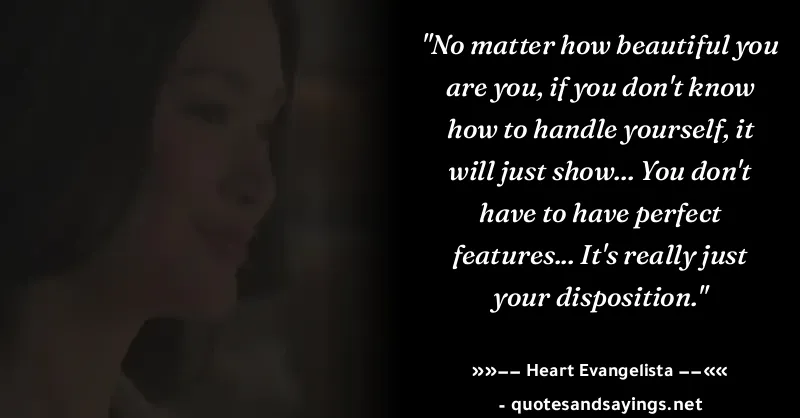 "No matter how beautiful you
are you, if you don't know
how to handle yourself, it
will just show... You don't
have to have perfect
features... It's really just
your disposition."
»»−− Heart Evangelista −−««
- quotesandsayings.net